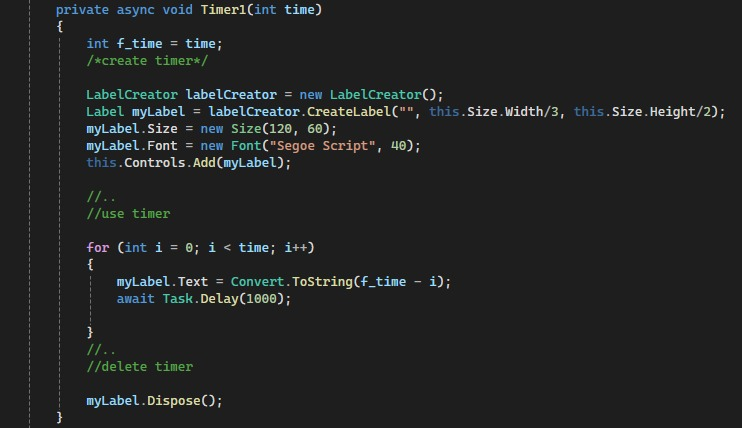 private async void Timer1(int time)
{
int f_time = time;
/*create timer*/
LabelCreator labelCreator = new LabelCreator();
Label myLabel = labelCreator.CreateLabel("", this.Size.Width/3, this.Size.Height/2);
myLabel.Size = new Size(120, 60);
myLabel.Font = new Font("Segoe Script", 40);
this.Controls.Add(myLabel);
//..
//use timer
for (int i = 0; i < time; i++)
{
myLabel.Text = Convert.ToString(f_time - i);
await Task.Delay(1000);
}
//..
//delete timer
myLabel.Dispose();
}